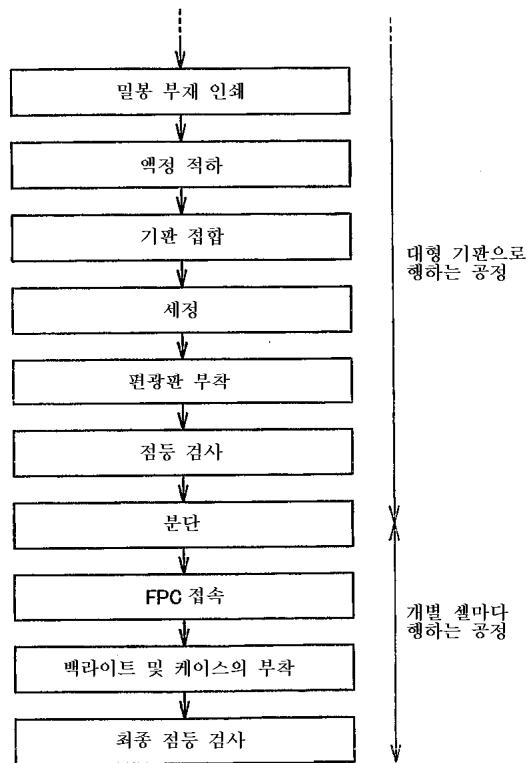 밀봉 부재 인쇄
액정 적하
기판 접합
세정
편광판 부착
점등 검사
분단
FPC 접속
백라이트 및 케이스의 부착
최종 점등 검사
대형 기판으로
행하는 공정
개별 셀마다
행하는 공정